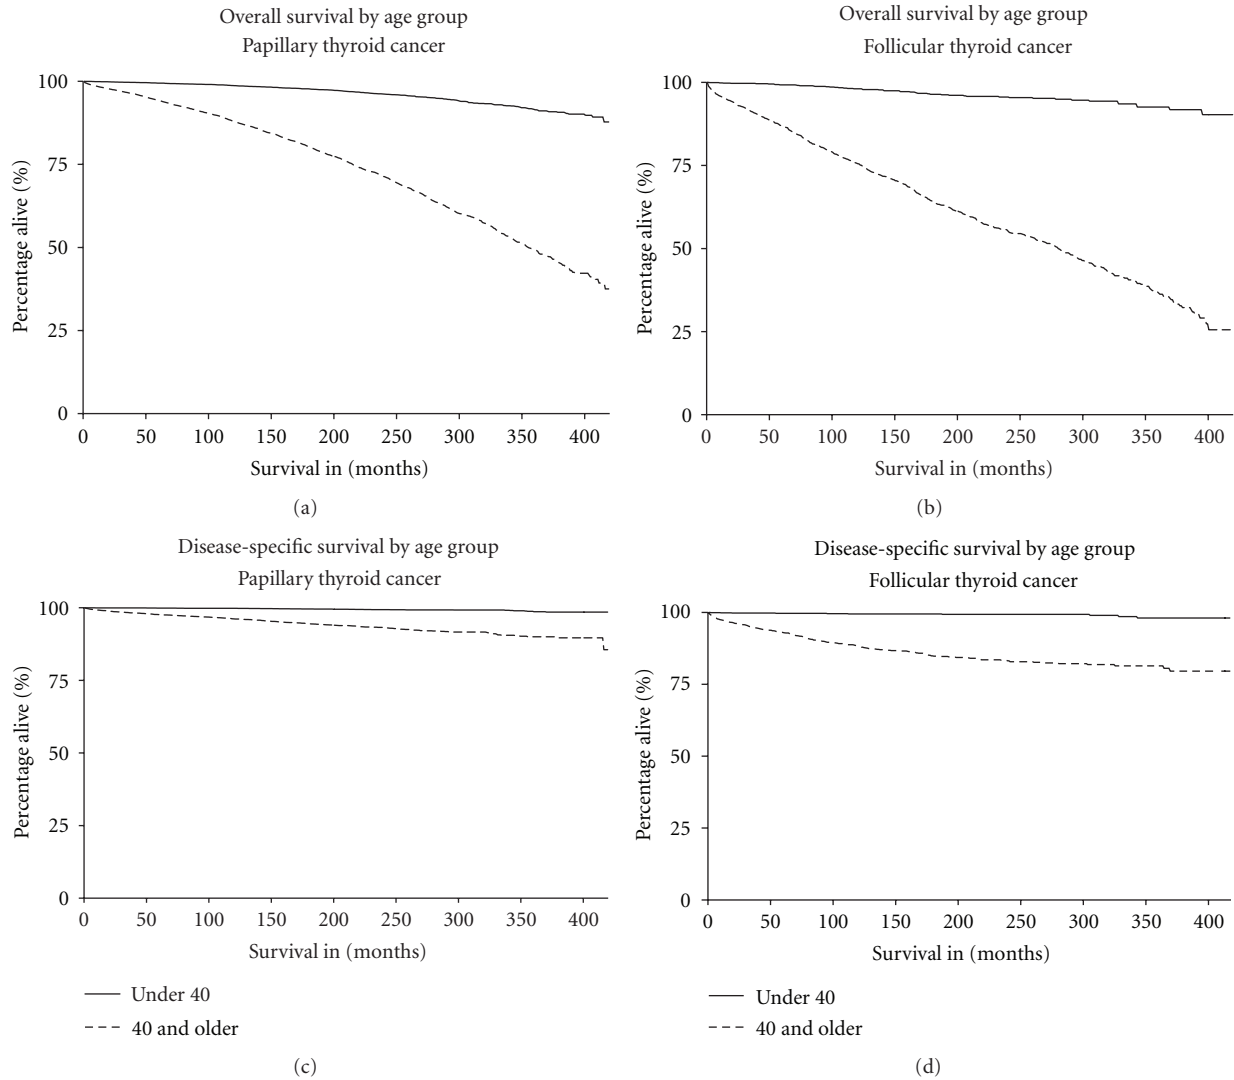 Overall survival by age group
Papillary thyroid cancer
Percentage alive (%)
100
75
50
25
0
0 50 100 150 200 250 300 350 400
Survival in (months)
(a)
Overall survival by age group
Follicular thyroid cancer
Percentage alive (%)
100
75
50
25
0
0 50 100 150 200 250 300 350 400
Survival in (months)
(b)
Disease-specific survival by age group
Papillary thyroid cancer
Percentage alive (%)
100
75
50
25
0
0 50 100 150 200 250 300 350 400
Survival in (months)
Under 40
40 and older
(c)
Disease-specific survival by age group
Follicular thyroid cancer
Percentage alive (%)
100
75
50
25
0
0 50 100 150 200 250 300 350 400
Survival in (months)
Under 40
40 and older
(d)